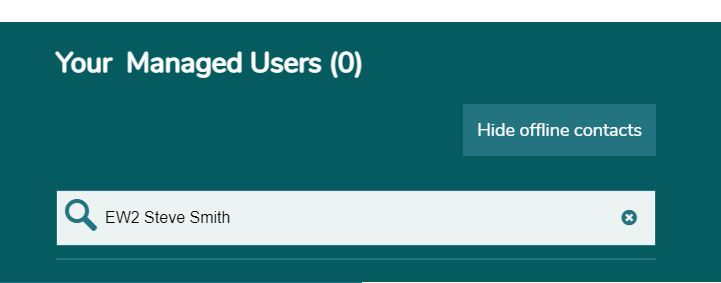 Your Managed Users (0)
Hide offline contacts
EW2 Steve Smith